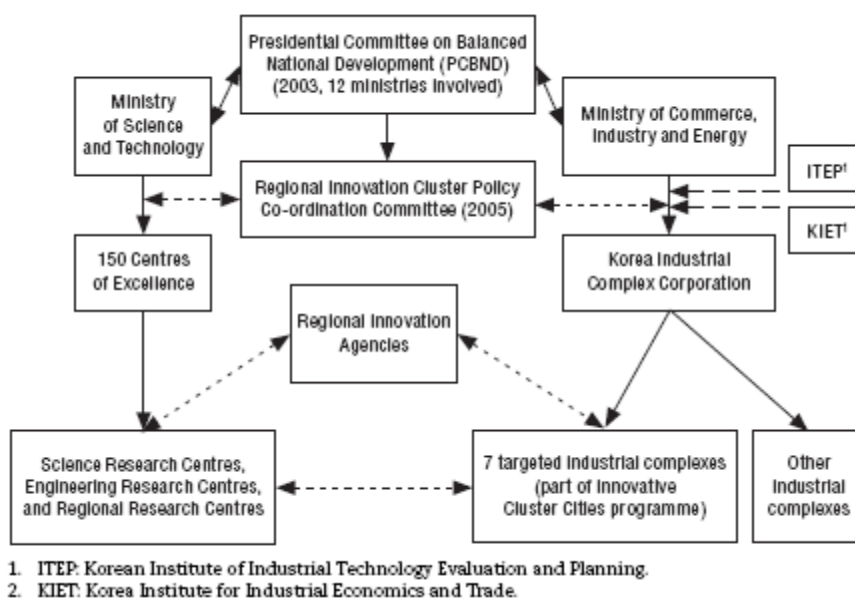 Presidential Committee on Balanced
National Development (PCBND)
(2003, 12 ministries involved)
Ministry
of Science
and Technology
Ministry of Commerce,
Industry and Energy
ITEP¹
Regional Innovation Cluster Policy
Co-ordination Committee (2005)
KIET¹
150 Centres
of Excellence
Korea Industrial
Complex Corporation
Regional Innovation
Agencies
Science Research Centres,
Engineering Research Centres,
and Regional Research Centres
7 targeted industrial complexes
(part of Innovative
Cluster Cities programme)
Other
industrial
complexes
1. ITEP: Korean Institute of Industrial Technology Evaluation and Planning.
2. KIET: Korea Institute for Industrial Economics and Trade.